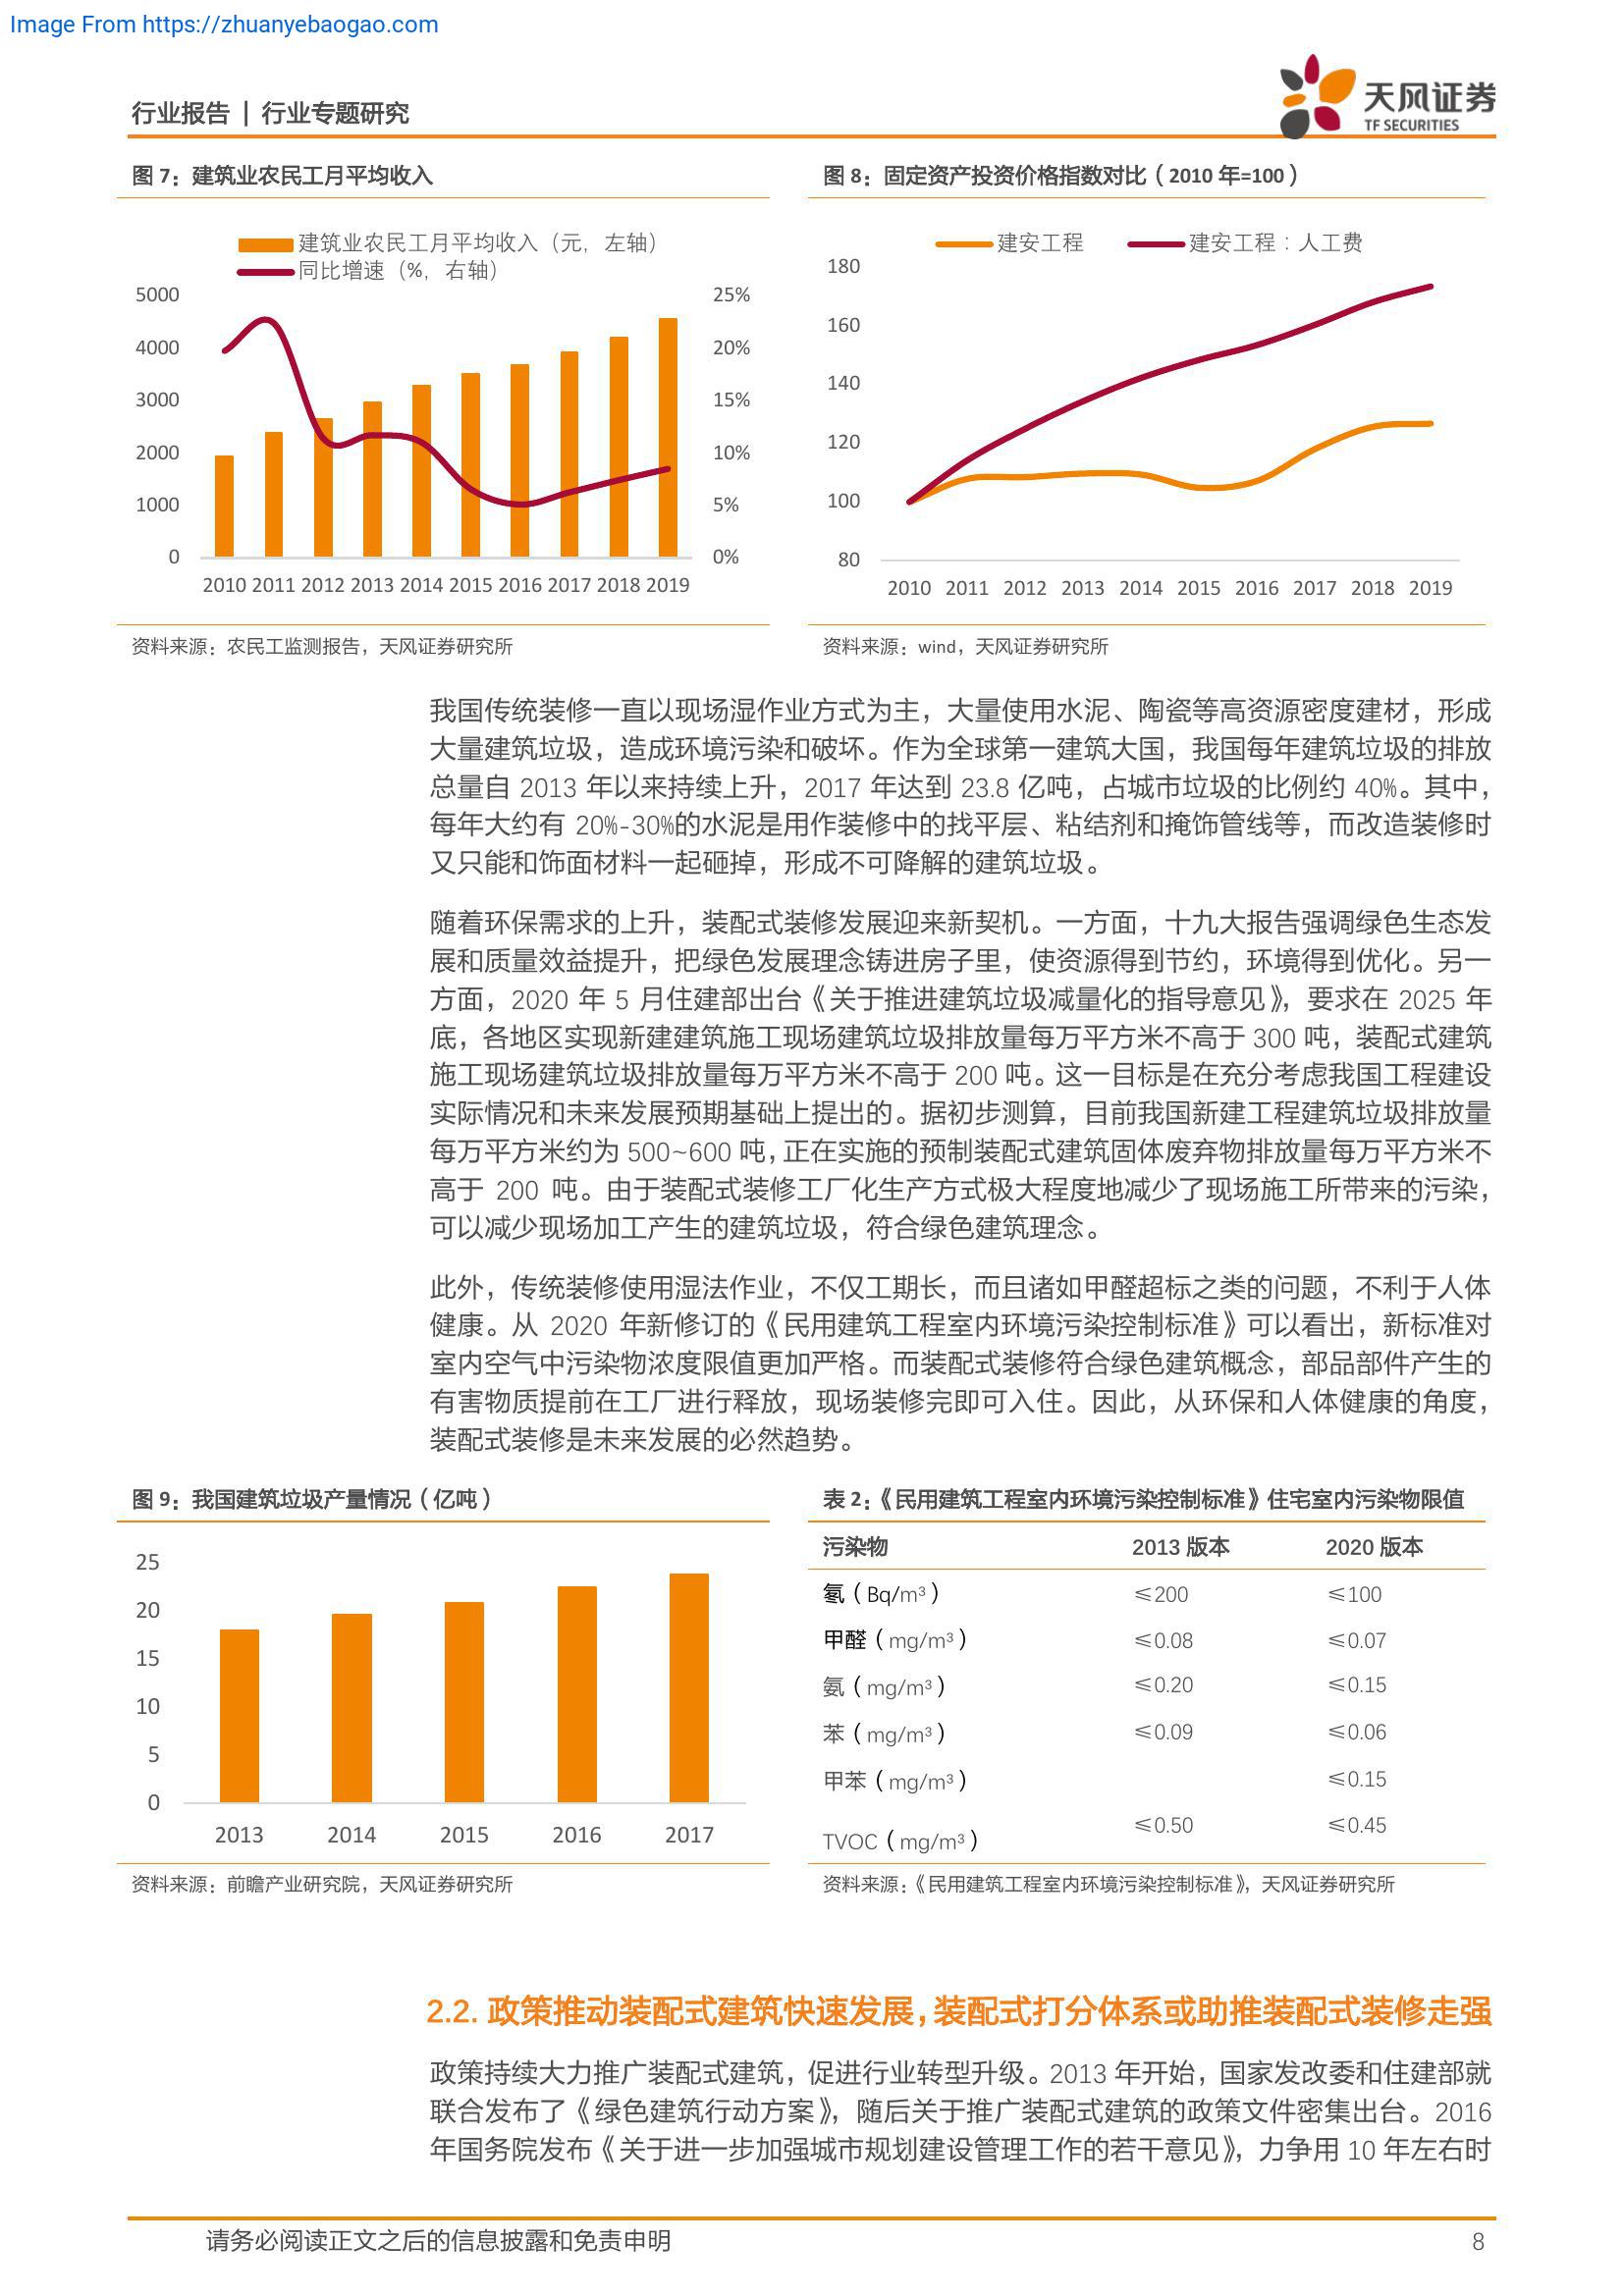 Image From https://zhuanyebaogao.com
行业报告 | 行业专题研究
天风证券
TF SECURITIES
图 7：建筑业农民工月平均收入
建筑业农民工月平均收入（元，左轴）
同比增速（%，右轴）
5000
4000
3000
2000
1000
0
25%
20%
15%
10%
5%
0%
2010 2011 2012 2013 2014 2015 2016 2017 2018 2019
资料来源：农民工监测报告，天风证券研究所
图 8：固定资产投资价格指数对比（2010 年=100）
建安工程 建安工程：人工费
180
160
140
120
100
80
2010 2011 2012 2013 2014 2015 2016 2017 2018 2019
资料来源：wind，天风证券研究所
我国传统装修一直以现场湿作业方式为主，大量使用水泥、陶瓷等高资源密度建材，形成
大量建筑垃圾，造成环境污染和破坏。作为全球第一建筑大国，我国每年建筑垃圾的排放
总量自 2013 年以来持续上升，2017 年达到 23.8 亿吨，占城市垃圾的比例约 40%。其中，
每年大约有 20%-30%的水泥是用作装修中的找平层、粘结剂和掩饰管线等，而改造装修时
又只能和饰面材料一起砸掉，形成不可降解的建筑垃圾。
随着环保需求的上升，装配式装修发展迎来新契机。一方面，十九大报告强调绿色生态发
展和质量效益提升，把绿色发展理念铸进房子里，使资源得到节约，环境得到优化。另一
方面，2020 年 5 月住建部出台《关于推进建筑垃圾减量化的指导意见》，要求在 2025 年
底，各地区实现新建建筑施工现场建筑垃圾排放量每万平方米不高于 300 吨，装配式建筑
施工现场建筑垃圾排放量每万平方米不高于 200 吨。这一目标是在充分考虑我国工程建设
实际情况和未来发展预期基础上提出的。据初步测算，目前我国新建工程建筑垃圾排放量
每万平方米约为 500~600 吨，正在实施的预制装配式建筑固体废弃物排放量每万平方米不
高于 200 吨。由于装配式装修工厂化生产方式极大程度地减少了现场施工所带来的污染，
可以减少现场加工产生的建筑垃圾，符合绿色建筑理念。
此外，传统装修使用湿法作业，不仅工期长，而且诸如甲醛超标之类的问题，不利于人体
健康。从 2020 年新修订的《民用建筑工程室内环境污染控制标准》可以看出，新标准对
室内空气中污染物浓度限值更加严格。而装配式装修符合绿色建筑概念，部品部件产生的
有害物质提前在工厂进行释放，现场装修完即可入住。因此，从环保和人体健康的角度，
装配式装修是未来发展的必然趋势。
图 9：我国建筑垃圾产量情况（亿吨）
25
20
15
10
5
0
2013 2014 2015 2016 2017
资料来源：前瞻产业研究院，天风证券研究所
表 2：《民用建筑工程室内环境污染控制标准》住宅室内污染物限值
污染物 2013 版本 2020 版本
氡（Bq/m³） ≤200 ≤100
甲醛（mg/m³） ≤0.08 ≤0.07
氨（mg/m³） ≤0.20 ≤0.15
苯（mg/m³） ≤0.09 ≤0.06
甲苯（mg/m³） ≤0.15
TVOC（mg/m³） ≤0.50 ≤0.45
资料来源：《民用建筑工程室内环境污染控制标准》，天风证券研究所
2.2. 政策推动装配式建筑快速发展，装配式打分体系或助推装配式装修走强
政策持续大力推广装配式建筑，促进行业转型升级。2013 年开始，国家发改委和住建部就
联合发布了《绿色建筑行动方案》，随后关于推广装配式建筑的政策文件密集出台。2016
年国务院发布《关于进一步加强城市规划建设管理工作的若干意见》，力争用 10 年左右时
请务必阅读正文之后的信息披露和免责申明 8